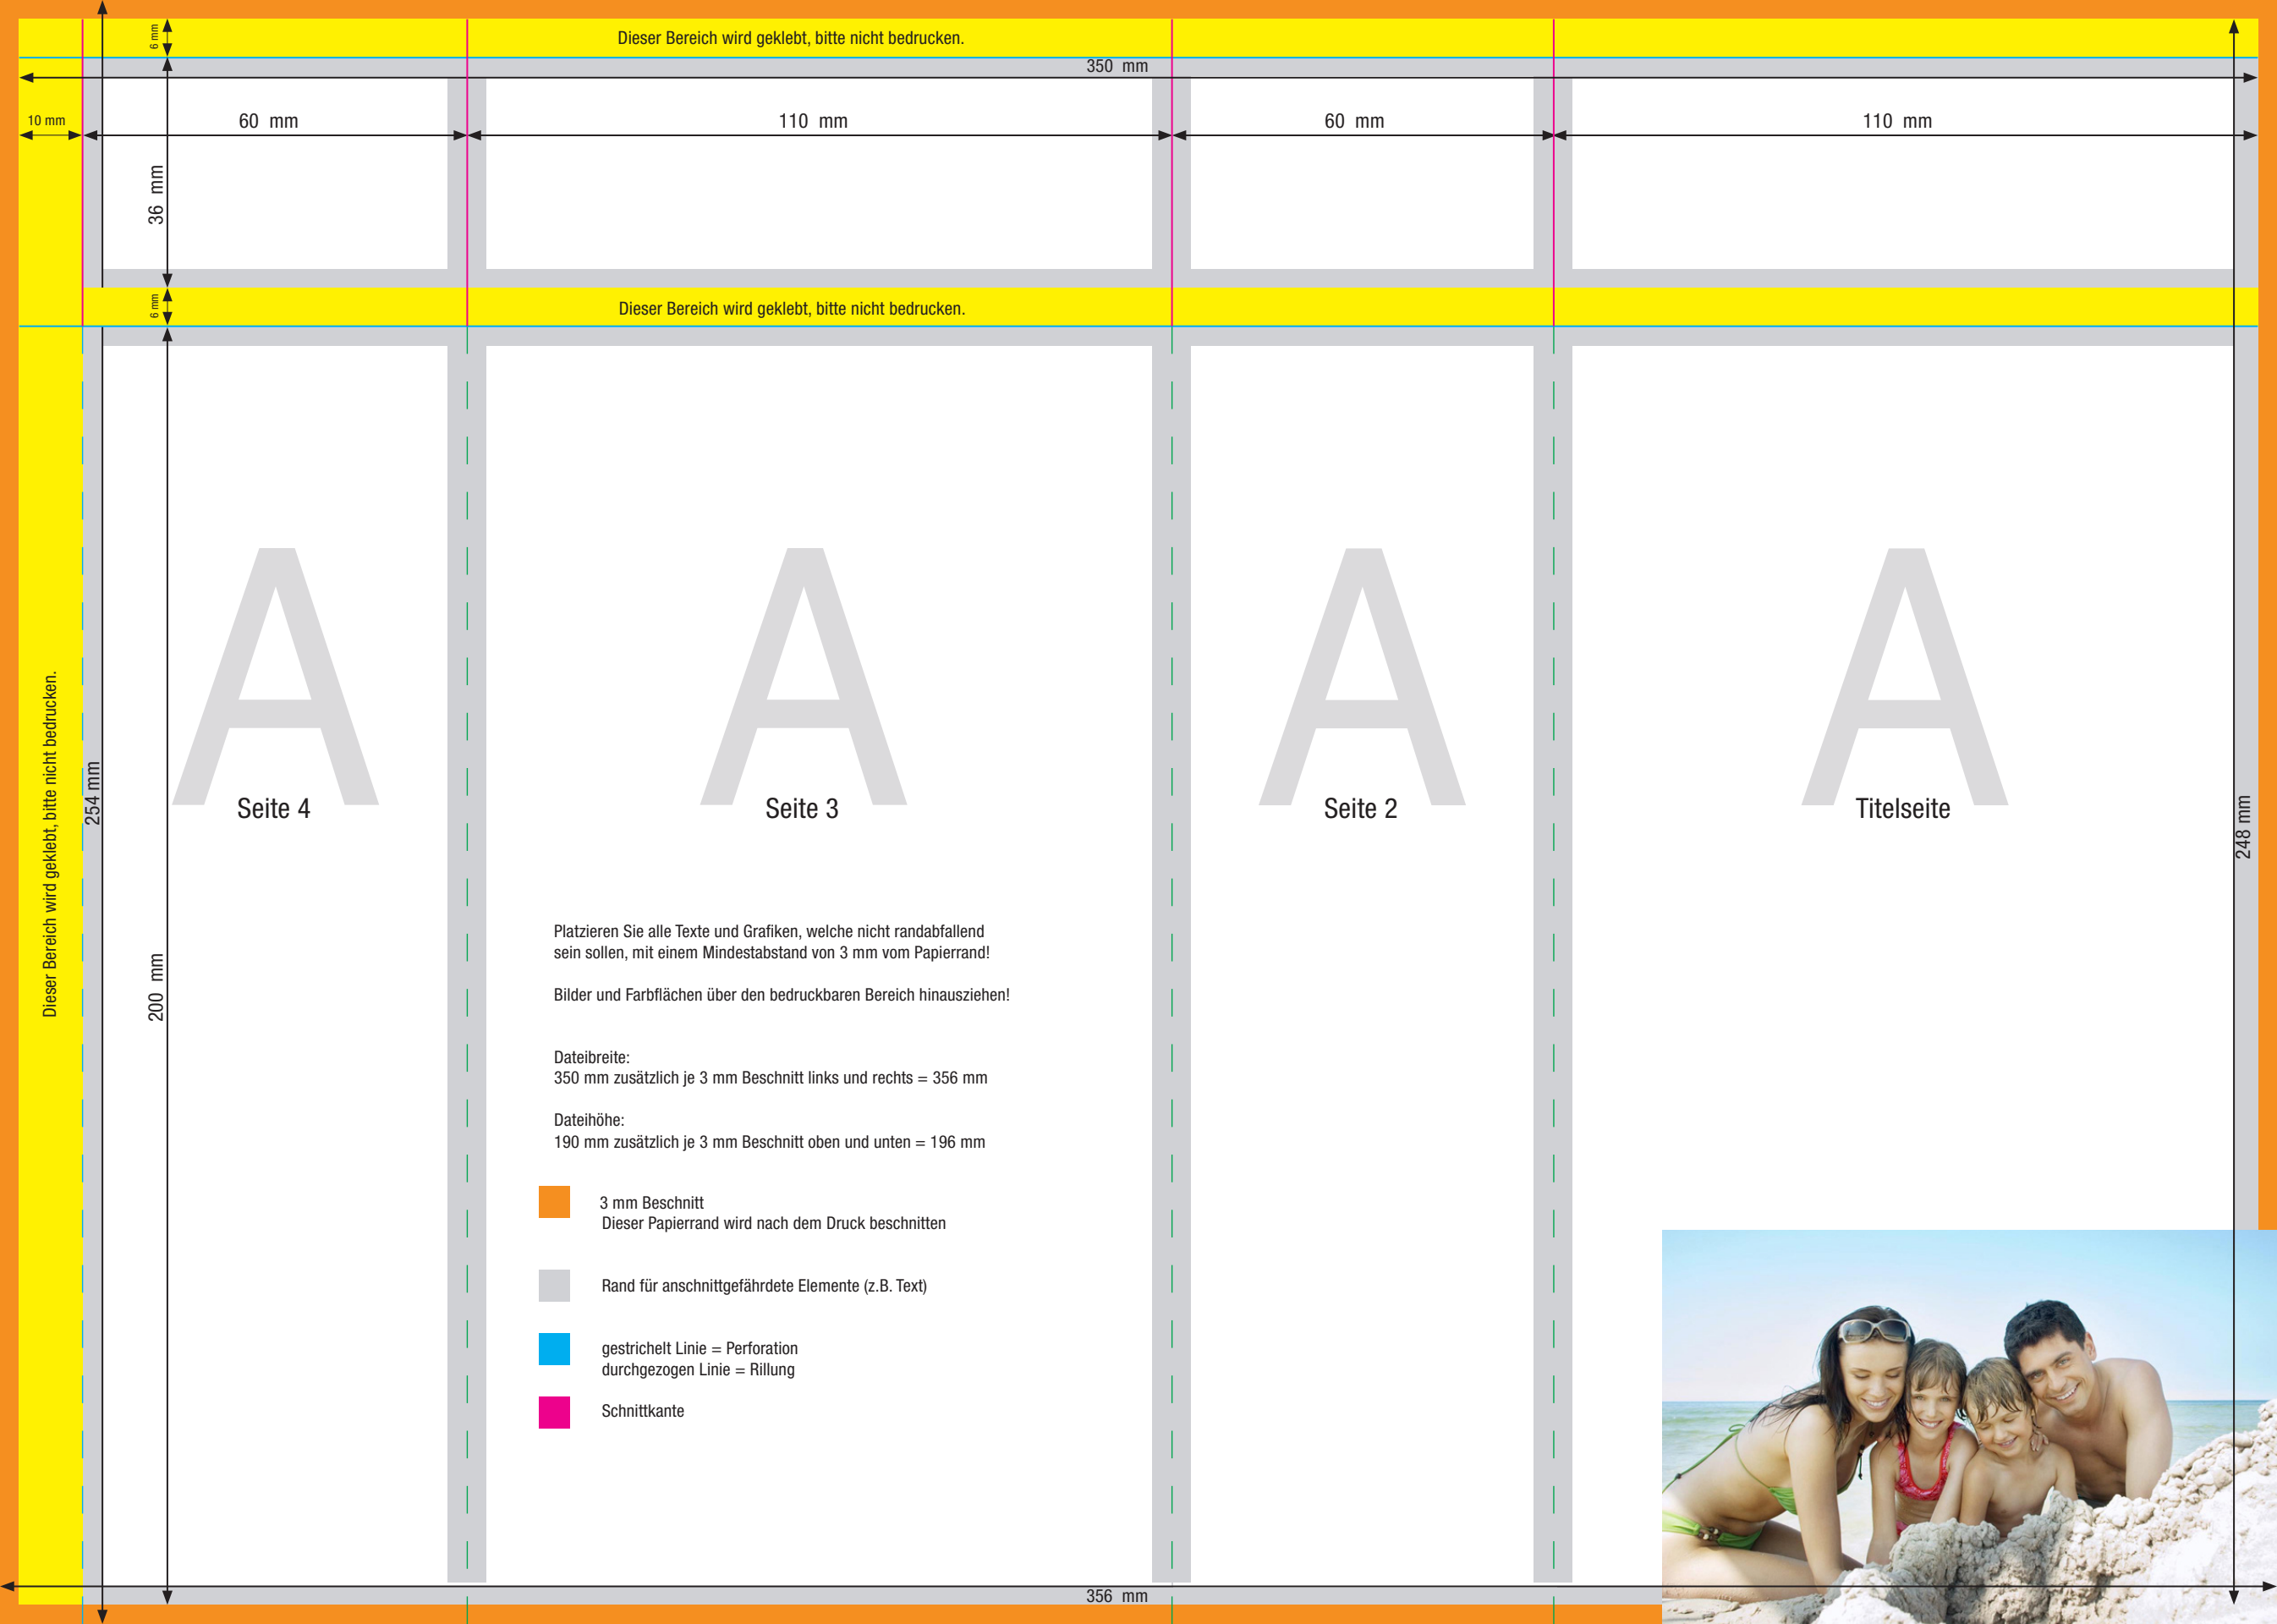 6 mm
Dieser Bereich wird geklebt, bitte nicht bedrucken.
350 mm
10 mm
60 mm
110 mm
60 mm
110 mm
36 mm
6 mm
Dieser Bereich wird geklebt, bitte nicht bedrucken.
A
A
A
A
Seite 4
Seite 3
Seite 2
Titelseite
Dieser Bereich wird geklebt, bitte nicht bedrucken.
254 mm
248 mm
200 mm
Platzieren Sie alle Texte und Grafiken, welche nicht randabfallend
sein sollen, mit einem Mindestabstand von 3 mm vom Papierrand!
Bilder und Farbflächen über den bedruckbaren Bereich hinausziehen!
Dateibreite:
350 mm zusätzlich je 3 mm Beschnitt links und rechts = 356 mm
Dateihöhe:
190 mm zusätzlich je 3 mm Beschnitt oben und unten = 196 mm
3 mm Beschnitt
Dieser Papierrand wird nach dem Druck beschnitten
Rand für anschnittgefährdete Elemente (z.B. Text)
gestrichelt Linie = Perforation
durchgezogen Linie = Rillung
Schnittkante
356 mm